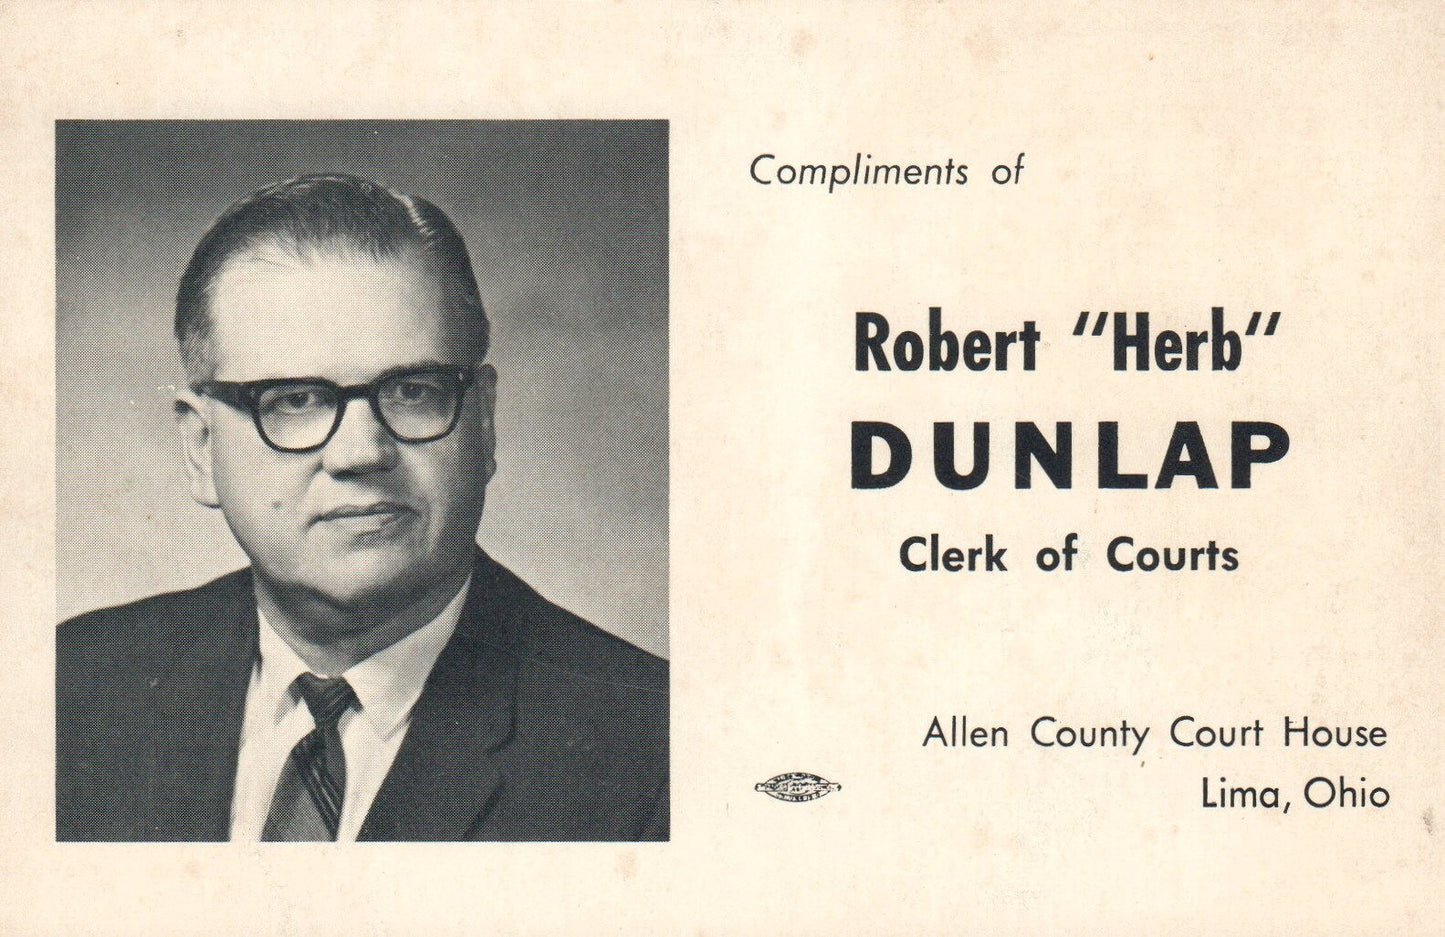 Compliments of
Robert "Herb"
DUNLAP
Clerk of Courts
Allen County Court House
Lima, Ohio